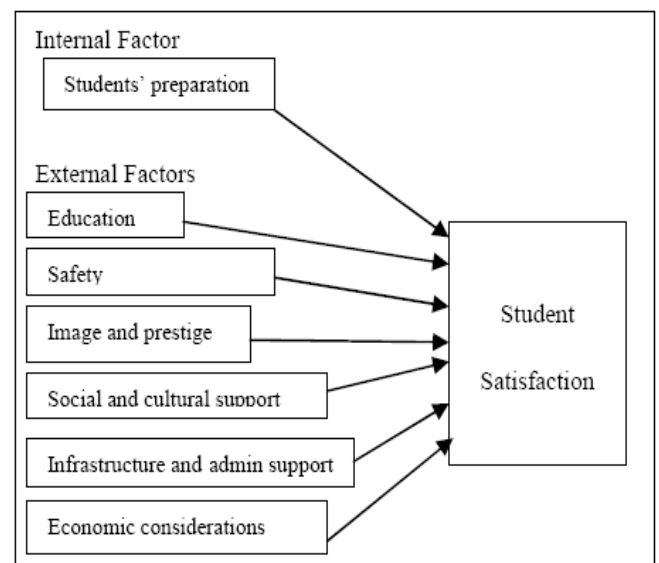 Internal Factor
Students’ preparation
External Factors
Education
Safety
Image and prestige
Social and cultural support
Infrastructure and admin support
Economic considerations
Student
Satisfaction